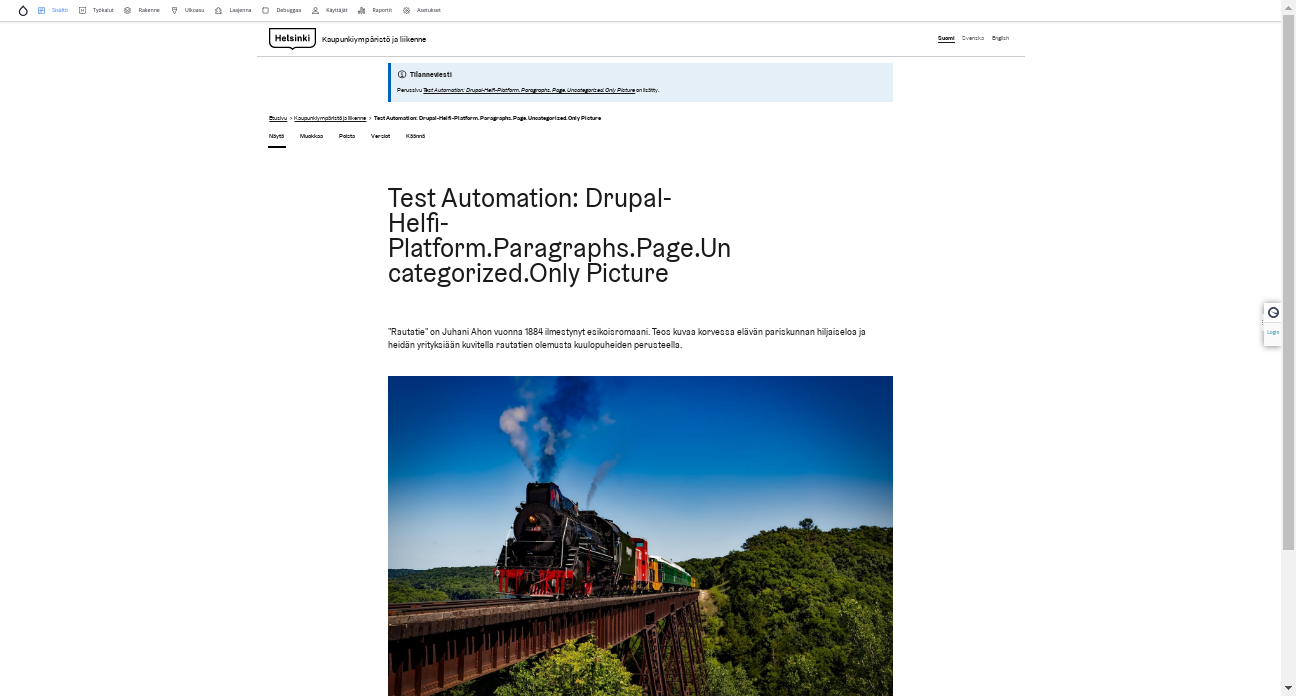 Sisältö Työkalut Rakenne Ulkoasu Laajenna Debuggaa Käyttäjät Raportit Asetukset
Helsinki Kaupunkiympäristö ja liikenne Suomi Svenska English
Tilanneviesti
Perussivu Test Automation: Drupal-Helfi-Platform.Paragraphs.Page.Uncategorized.Only Picture on lisätty.
Etusivu > Kaupunkiympäristö ja liikenne > Test Automation: Drupal-Helfi-Platform.Paragraphs.Page.Uncategorized.Only Picture
Näytä Muokkaa Poista Versiot Käännä
Test Automation: Drupal-
Helfi-
Platform.Paragraphs.Page.Un
categorized.Only Picture
"Rautatie" on Juhani Ahon vuonna 1884 ilmestynyt esikoisromaani. Teos kuvaa korvessa elävän pariskunnan hiljaiseloa ja
heidän yrityksiään kuvitella rautatien olemusta kuulopuheiden perusteella.
Login